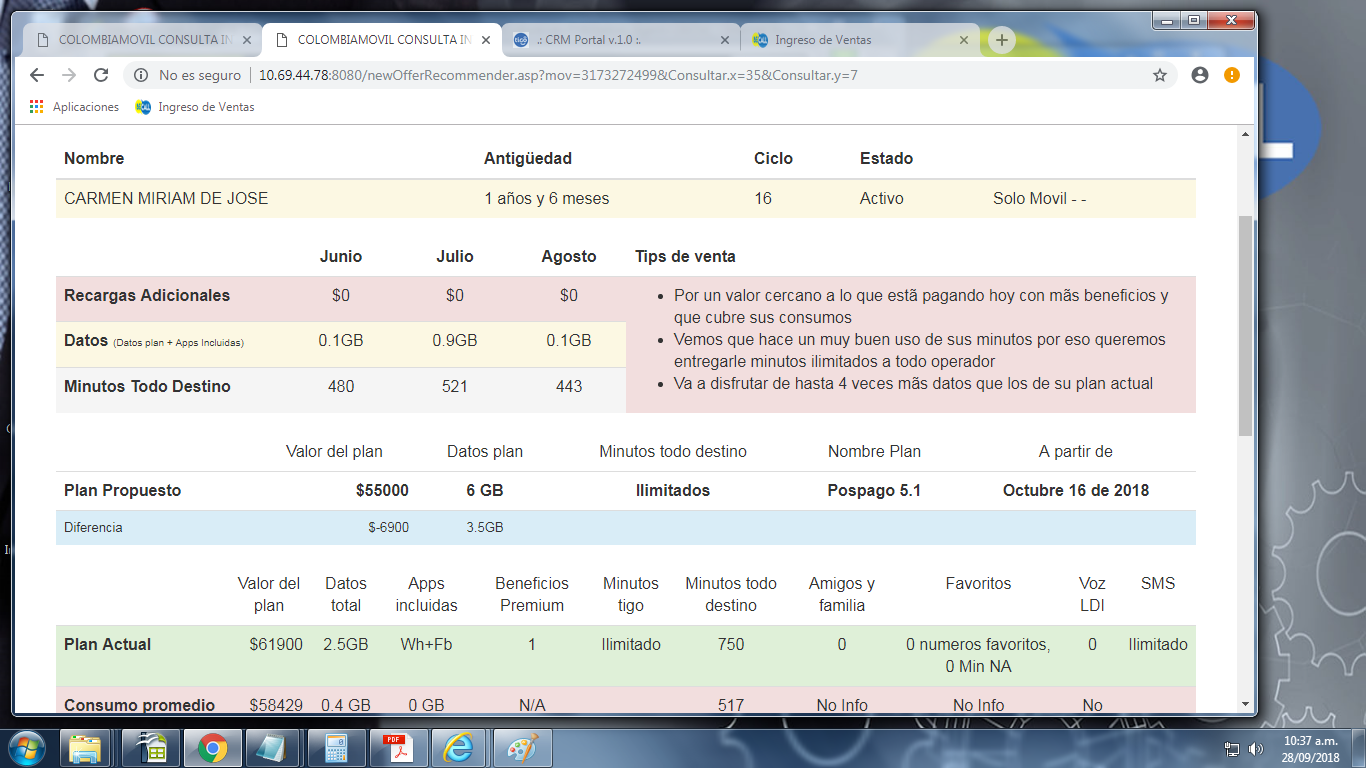 COLOMBIAMOVIL CONSULTA IN
COLOMBIAMOVIL CONSULTA IN
.: CRM Portal v.1.0 :.
Ingreso de Ventas
No es seguro
10.69.44.78:8080/newOfferRecommender.asp?mov=3173272499&Consultar.x=35&Consultar.y=7
Aplicaciones
Ingreso de Ventas
Nombre Antigüedad Ciclo Estado
CARMEN MIRIAM DE JOSE 1 años y 6 meses 16 Activo Solo Movil - -
Junio Julio Agosto Tips de venta
Recargas Adicionales $0 $0 $0
Datos (Datos plan + Apps Incluidas) 0.1GB 0.9GB 0.1GB
Minutos Todo Destino 480 521 443
• Por un valor cercano a lo que estã pagando hoy con mãs beneficios y
que cubre sus consumos
• Vemos que hace un muy buen uso de sus minutos por eso queremos
entregarle minutos ilimitados a todo operador
• Va a disfrutar de hasta 4 veces mãs datos que los de su plan actual
Valor del plan Datos plan Minutos todo destino Nombre Plan A partir de
Plan Propuesto $55000 6 GB Ilimitados Pospago 5.1 Octubre 16 de 2018
Diferencia $-6900 3.5GB
Valor del Datos Apps Beneficios Minutos Minutos todo Amigos y Favoritos Voz SMS
plan total incluidas Premium tigo destino familia LDI
Plan Actual $61900 2.5GB Wh+Fb 1 Ilimitado 750 0 0 numeros favoritos, 0 Ilimitado
0 Min NA
Consumo promedio $58429 0.4 GB 0 GB N/A 517 No Info No Info No
10:37 a.m.
28/09/2018